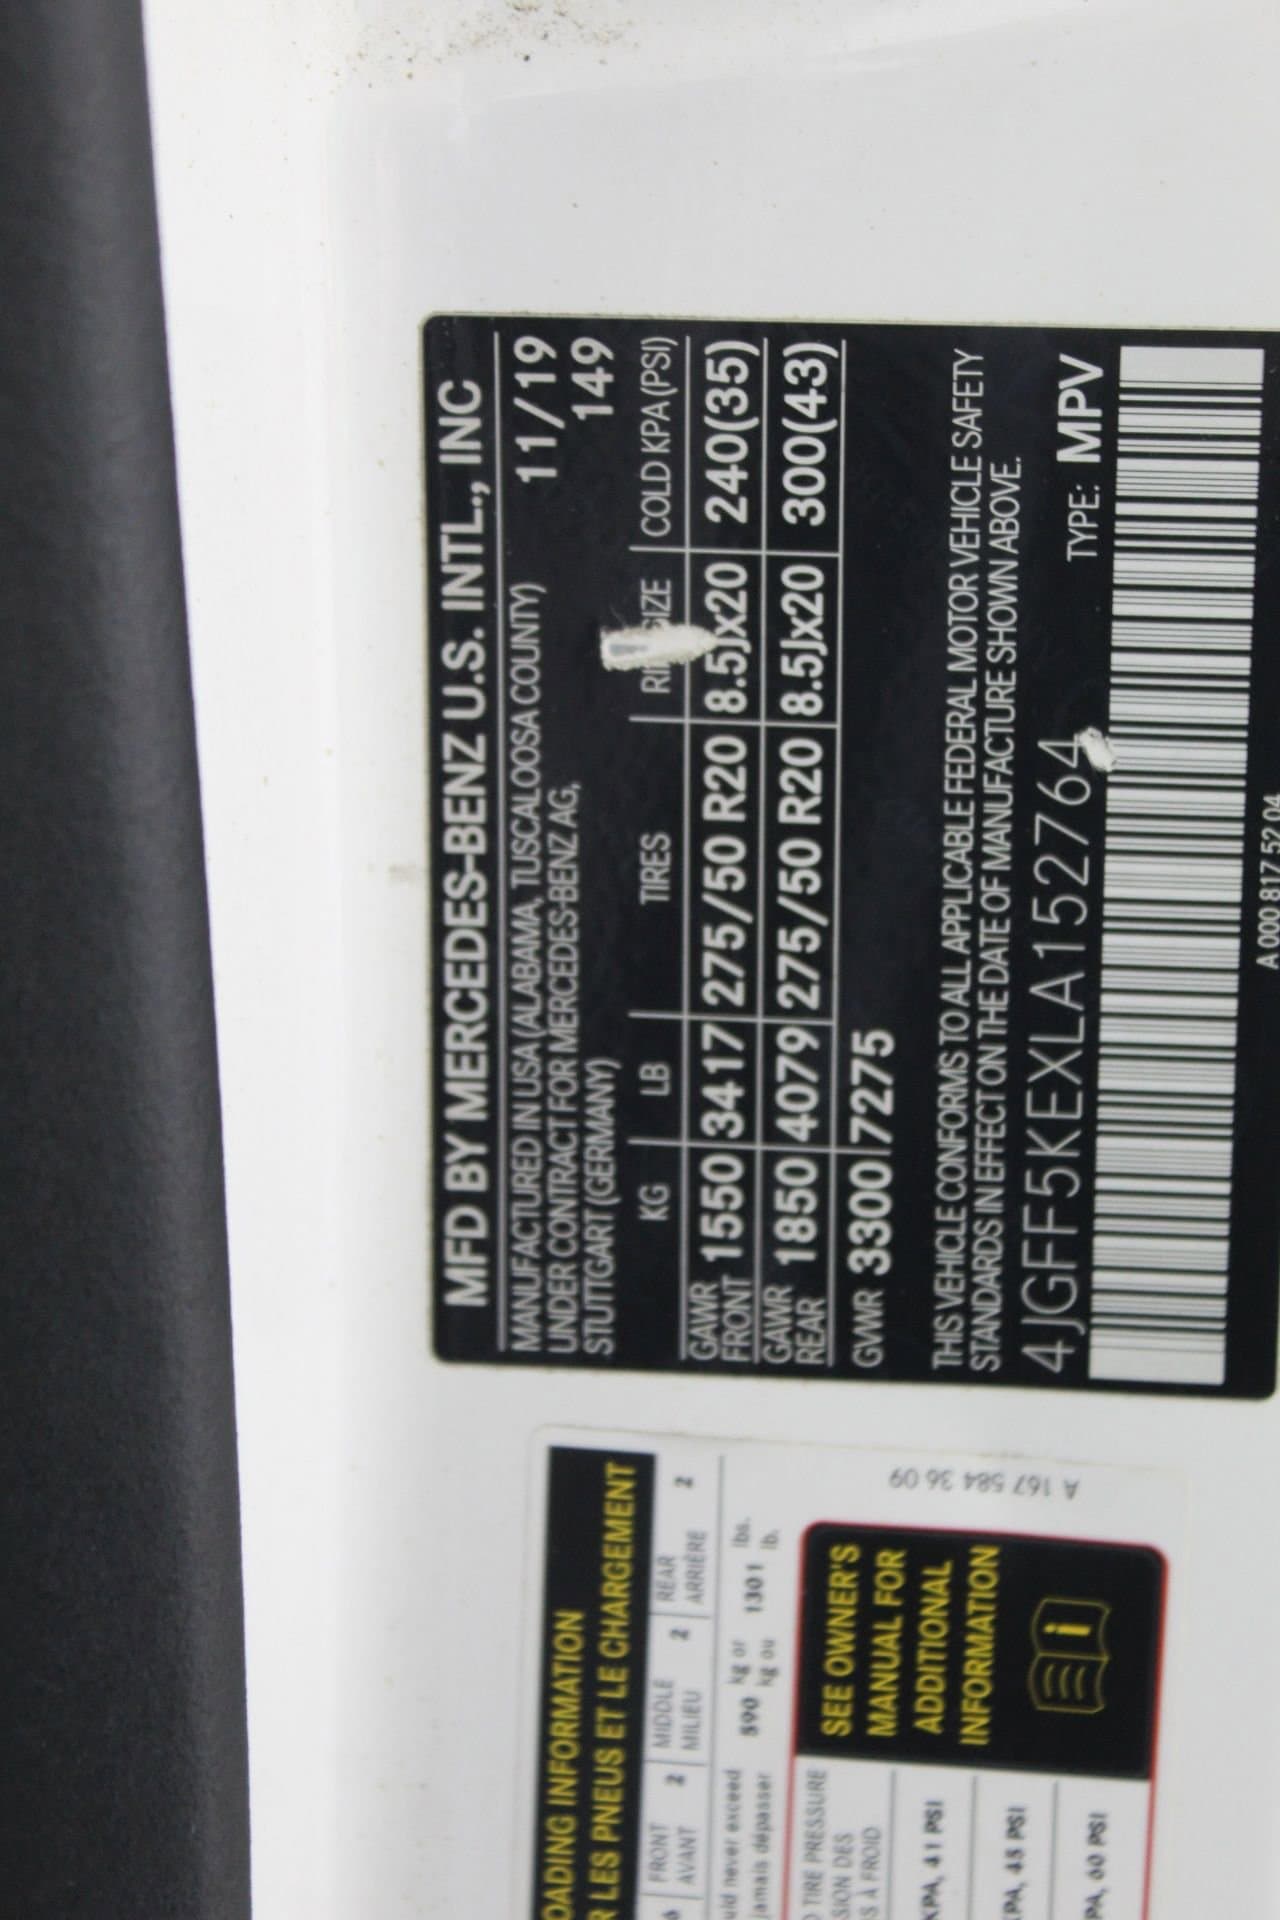 MFD BY MERCEDES-BENZ U.S. INTL., INC
MANUFACTURED IN USA (ALABAMA, TUSCALOOSA COUNTY) 11/19
UNDER CONTRACT FOR MERCEDES-BENZ AG, 149
STUTTGART (GERMANY)
KG LB TIRES SIZE COLD KPA (PSI)
GAWR FRONT 1550 3417 275/50 R20 8.5Jx20 240(35)
GAWR REAR 1850 4079 275/50 R20 8.5Jx20 300(43)
GVWR 3300 7275
THIS VEHICLE CONFORMS TO ALL APPLICABLE FEDERAL MOTOR VEHICLE SAFETY
STANDARDS IN EFFECT ON THE DATE OF MANUFACTURE SHOWN ABOVE.
4JGFF5KEXLA152764 TYPE: MPV
A 000 817 52 04
OADING INFORMATION
R LES PNEUS ET LE CHARGEMENT
6 FRONT AVANT 2 MIDDLE MILIEU 2 REAR ARRIÈRE 2
uld never exceed 590 kg or 1301 lbs.
jamais dépasser kg ou lb.
TIRE PRESSURE
SION DES
S À FROID
KPA, 41 PSI
KPA, 45 PSI
PA, 60 PSI
SEE OWNER'S
MANUAL FOR
ADDITIONAL
INFORMATION
A 167 584 36 09